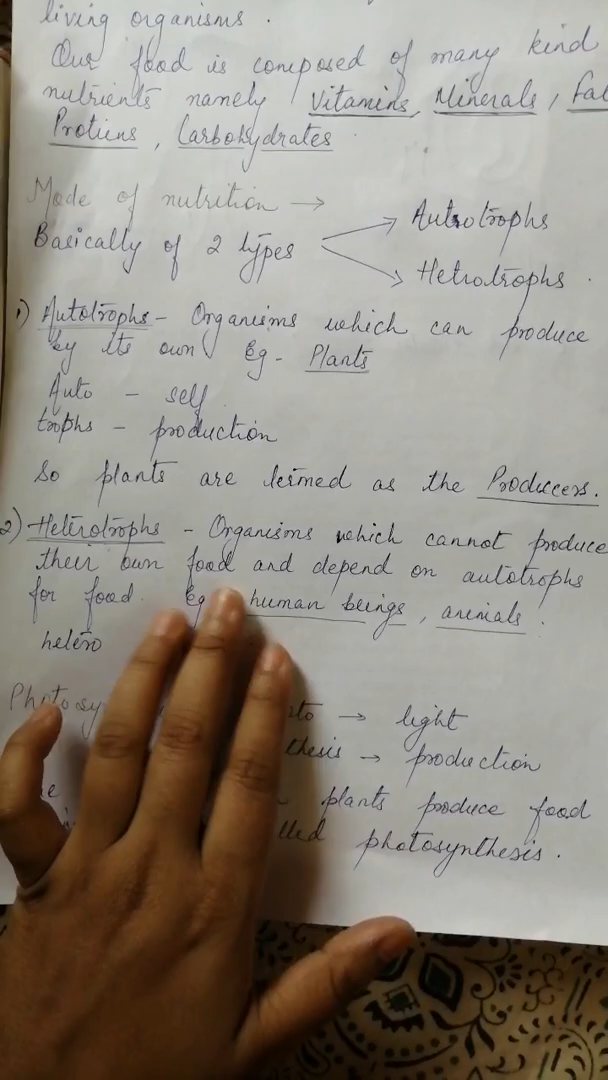 living organisms.
Our food is composed of many kind
nutrients namely Vitamins, Minerals, Fat
Protiens, Carbohydrates
Mode of nutrition →
Autotrophs
Basically of 2 types
Hetrotrophs.
1) Autotrophs - Organisms which can produce
by its own Eg - Plants
Auto - self
trophs - production
So plants are termed as the Producers.
2) Heterotrophs - Organisms which cannot produce
their own food and depend on autotrophs
for food. Eg human beings, animals.
hetero
→ light
thesis → production
plants produce food
photosynthesis.